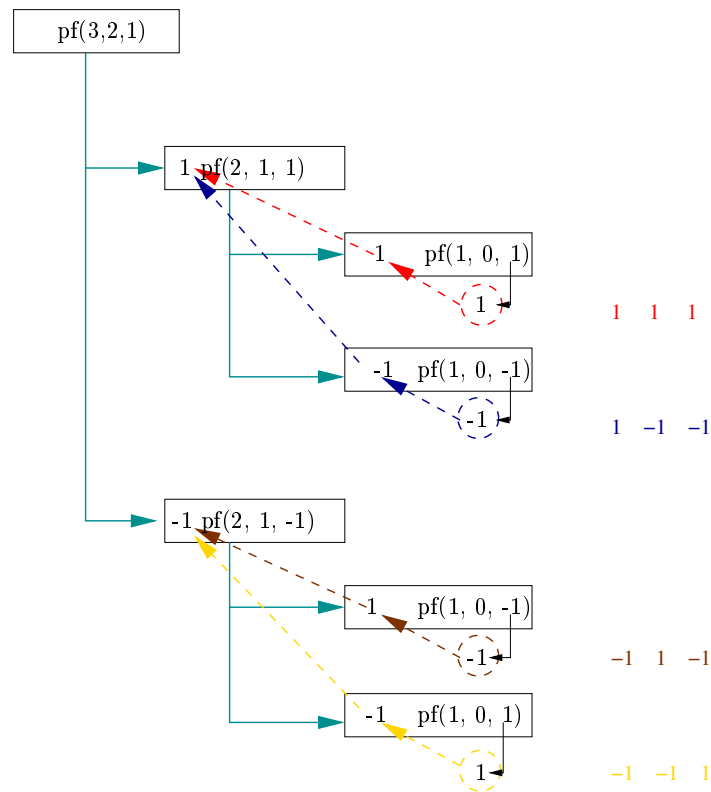 pf(3,2,1)
1 pf(2, 1, 1)
1 pf(1, 0, 1)
1
1 1 1
-1 pf(1, 0, -1)
-1
1 −1 −1
-1 pf(2, 1, -1)
1 pf(1, 0, -1)
-1
−1 1 −1
-1 pf(1, 0, 1)
1
−1 −1 1